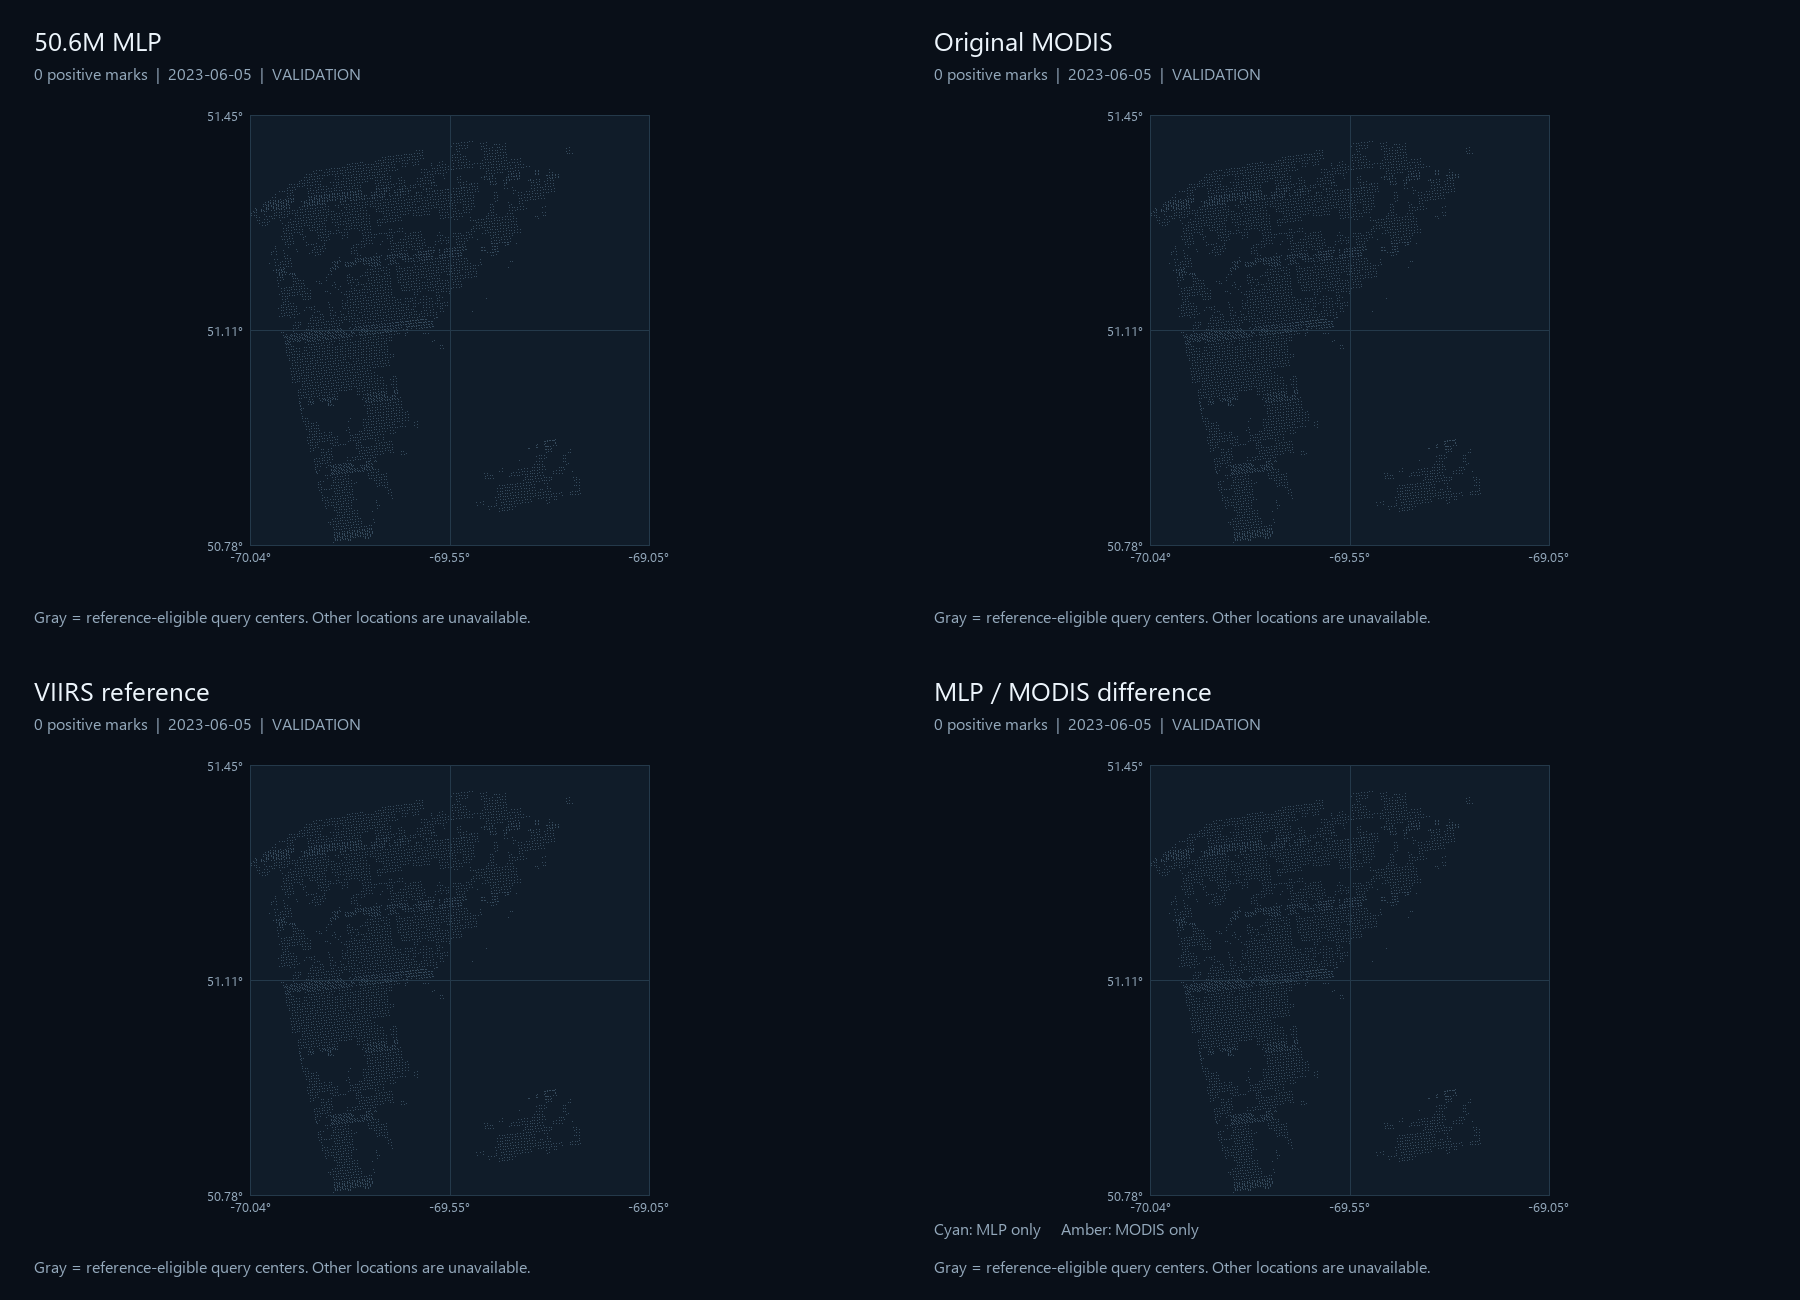 50.6M MLP
0 positive marks | 2023-06-05 | VALIDATION
51.45°
51.11°
50.78°
-70.04°
-69.55°
-69.05°
Gray = reference-eligible query centers. Other locations are unavailable.
Original MODIS
0 positive marks | 2023-06-05 | VALIDATION
51.45°
51.11°
50.78°
-70.04°
-69.55°
-69.05°
Gray = reference-eligible query centers. Other locations are unavailable.
VIIRS reference
0 positive marks | 2023-06-05 | VALIDATION
51.45°
51.11°
50.78°
-70.04°
-69.55°
-69.05°
Gray = reference-eligible query centers. Other locations are unavailable.
MLP / MODIS difference
0 positive marks | 2023-06-05 | VALIDATION
51.45°
51.11°
50.78°
-70.04°
-69.55°
-69.05°
Cyan: MLP only Amber: MODIS only
Gray = reference-eligible query centers. Other locations are unavailable.